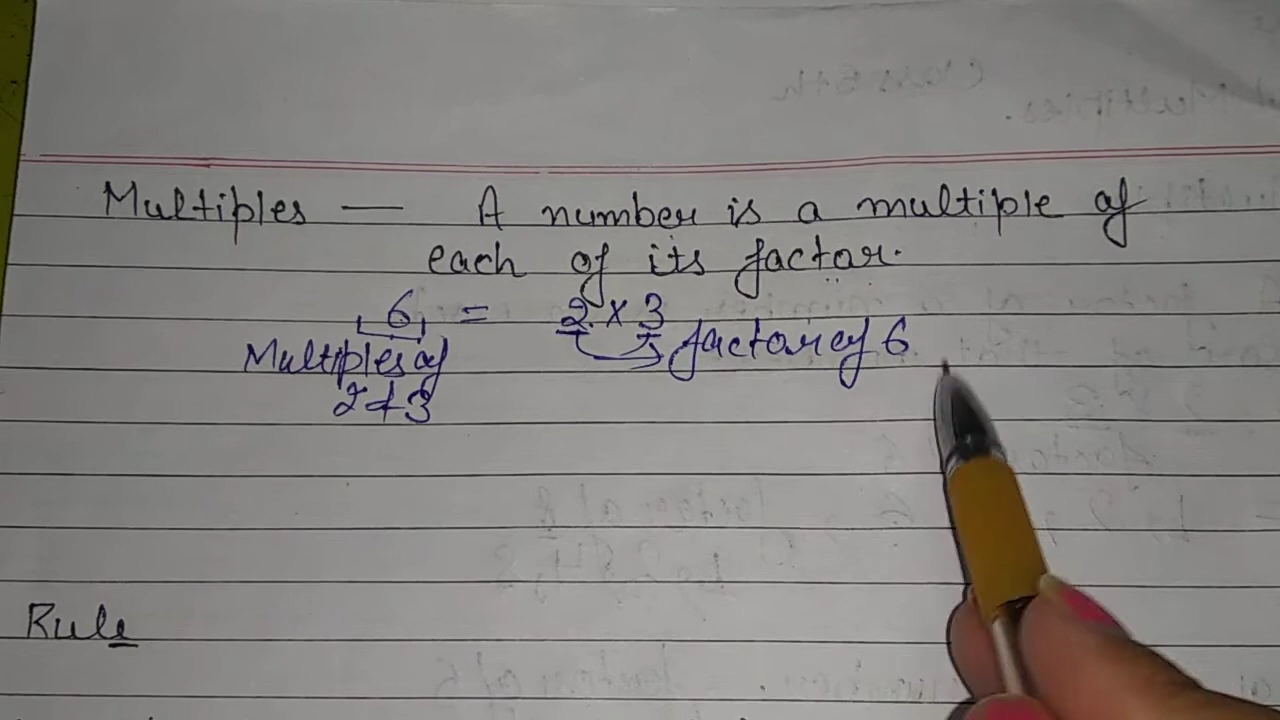 Multiples — A number is a multiple of
each of its factor.
6 = 2 × 3
Multiples of factor of 6
2 & 3
Rule